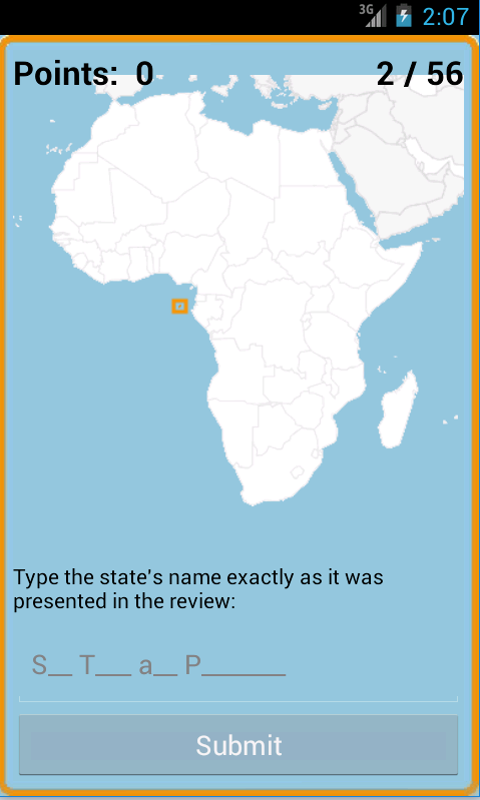 3G 2:07
Points: 0 2 / 56
Type the state's name exactly as it was
presented in the review:
S__ T___ a__ P_______
Submit